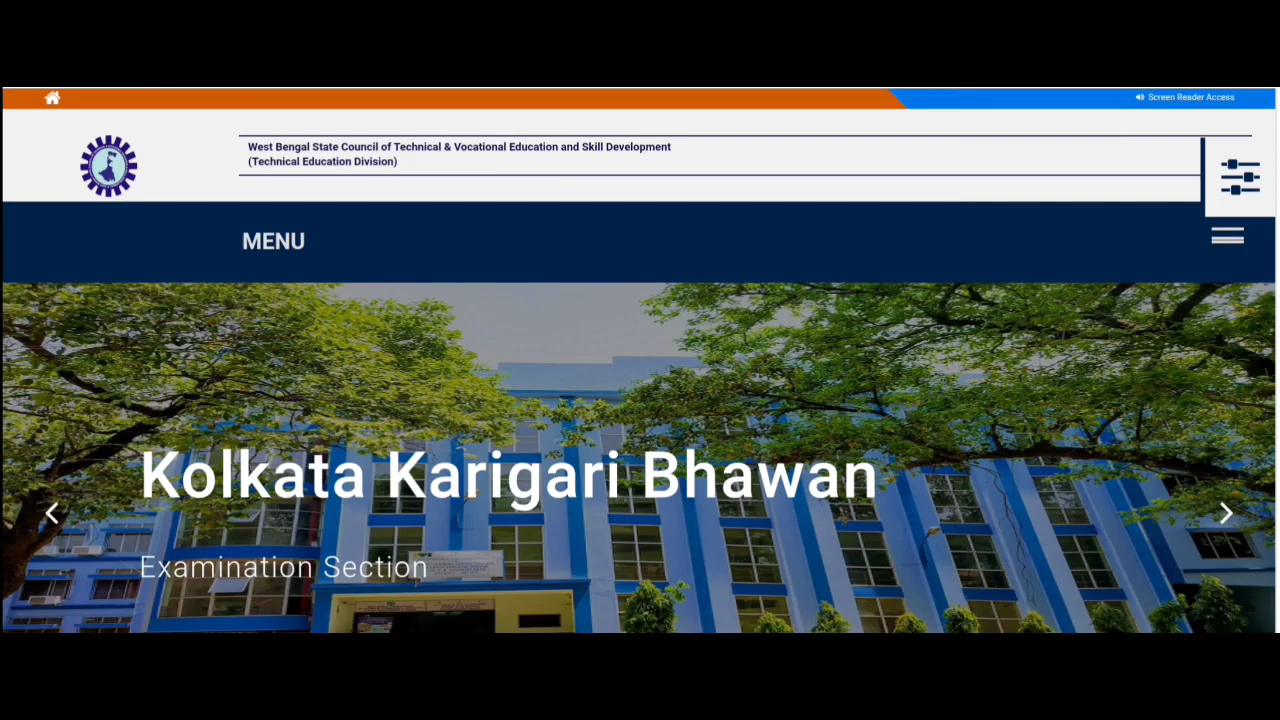 Screen Reader Access
West Bengal State Council of Technical & Vocational Education and Skill Development
(Technical Education Division)
MENU
Kolkata Karigari Bhawan
Examination Section